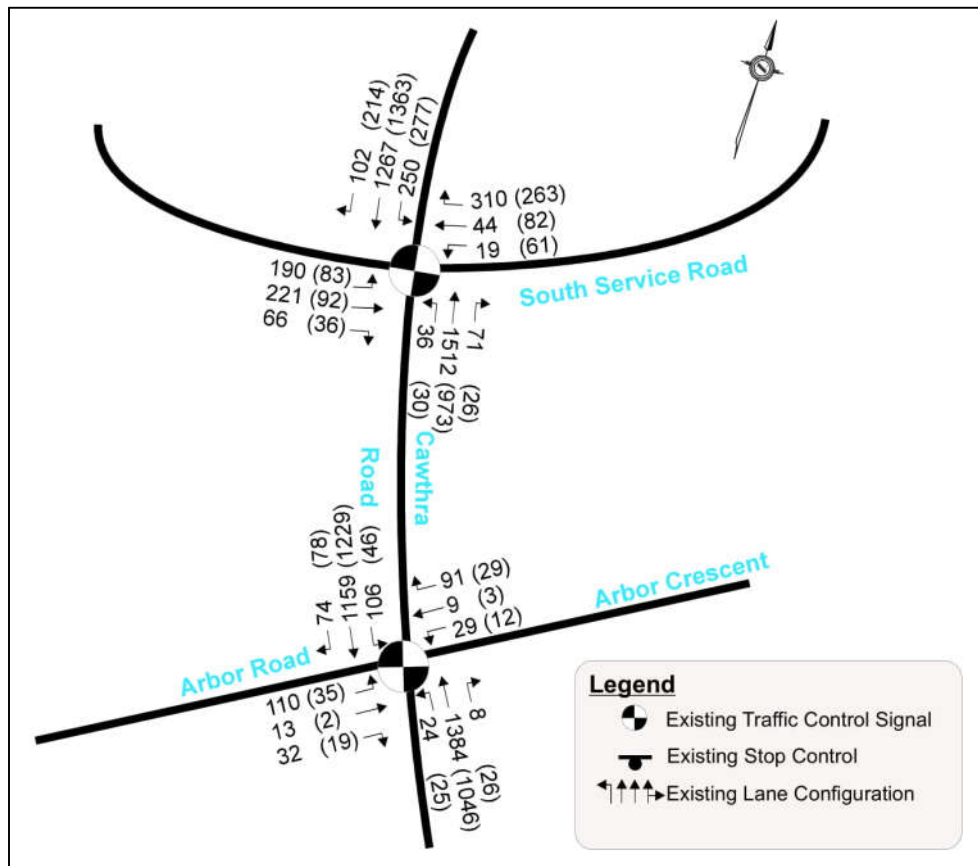 102 (214)
1267 (1363)
250 (277)
310 (263)
44 (82)
19 (61)
South Service Road
190 (83)
221 (92)
66 (36)
36 (30)
1512 (973)
71 (26)
Cawthra
Road
74 (78)
1159 (1229)
106 (46)
91 (29)
9 (3)
29 (12)
Arbor Crescent
Arbor Road
110 (35)
13 (2)
32 (19)
24 (25)
1384 (1046)
8 (26)
Legend
Existing Traffic Control Signal
Existing Stop Control
Existing Lane Configuration